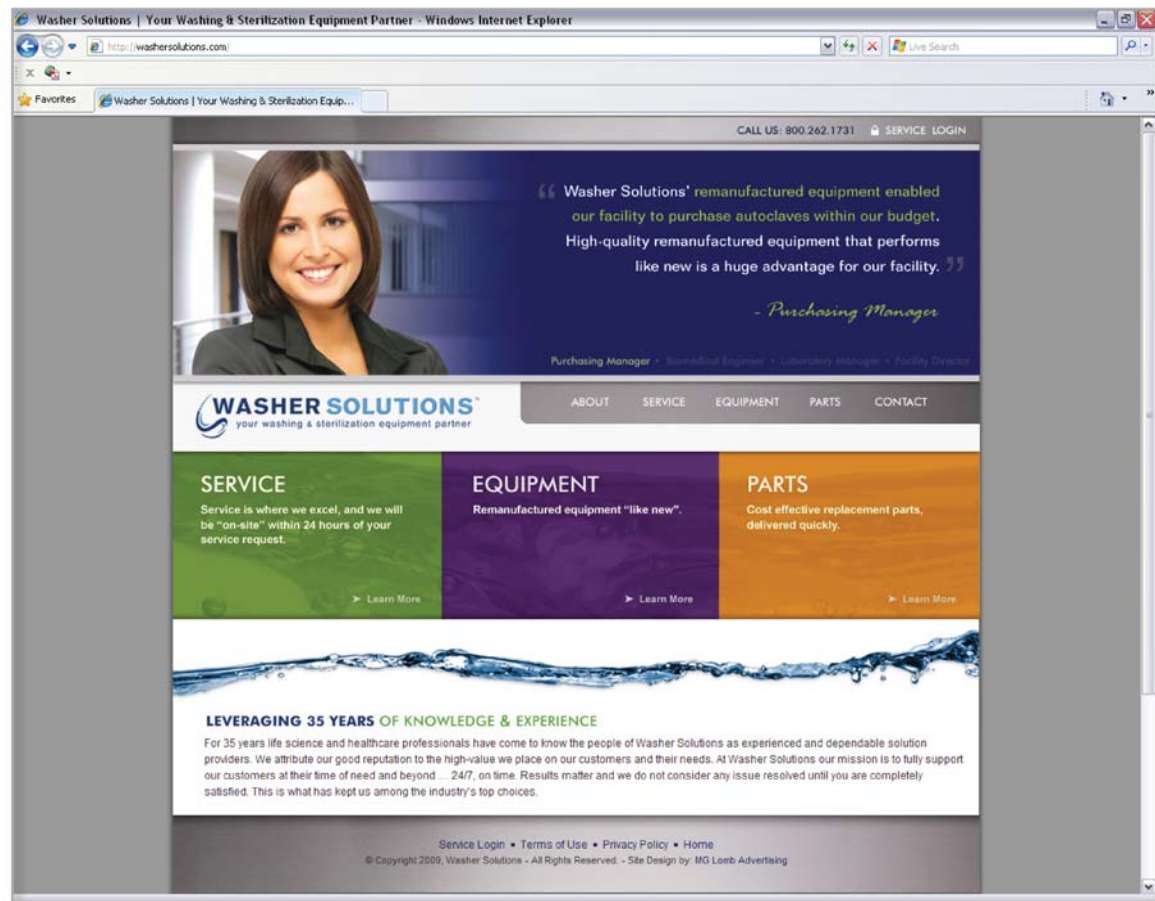 Washer Solutions | Your Washing & Sterilization Equipment Partner - Windows Internet Explorer
http://washersolutions.com/
Live Search
Favorites
Washer Solutions | Your Washing & Sterilization Equip...
CALL US: 800.262.1731 SERVICE LOGIN
“ Washer Solutions' remanufactured equipment enabled
our facility to purchase autoclaves within our budget.
High-quality remanufactured equipment that performs
like new is a huge advantage for our facility. ”
- Purchasing Manager
Purchasing Manager • Biomedical Engineer • Laboratory Manager • Facility Director
WASHER SOLUTIONS™
your washing & sterilization equipment partner
ABOUT SERVICE EQUIPMENT PARTS CONTACT
SERVICE
Service is where we excel, and we will
be “on-site” within 24 hours of your
service request.
➤ Learn More
EQUIPMENT
Remanufactured equipment “like new”.
➤ Learn More
PARTS
Cost effective replacement parts,
delivered quickly.
➤ Learn More
LEVERAGING 35 YEARS OF KNOWLEDGE & EXPERIENCE
For 35 years life science and healthcare professionals have come to know the people of Washer Solutions as experienced and dependable solution
providers. We attribute our good reputation to the high-value we place on our customers and their needs. At Washer Solutions our mission is to fully support
our customers at their time of need and beyond ... 24/7, on time. Results matter and we do not consider any issue resolved until you are completely
satisfied. This is what has kept us among the industry's top choices.
Service Login ▪ Terms of Use ▪ Privacy Policy ▪ Home
© Copyright 2009, Washer Solutions - All Rights Reserved. - Site Design by: MG Lomb Advertising